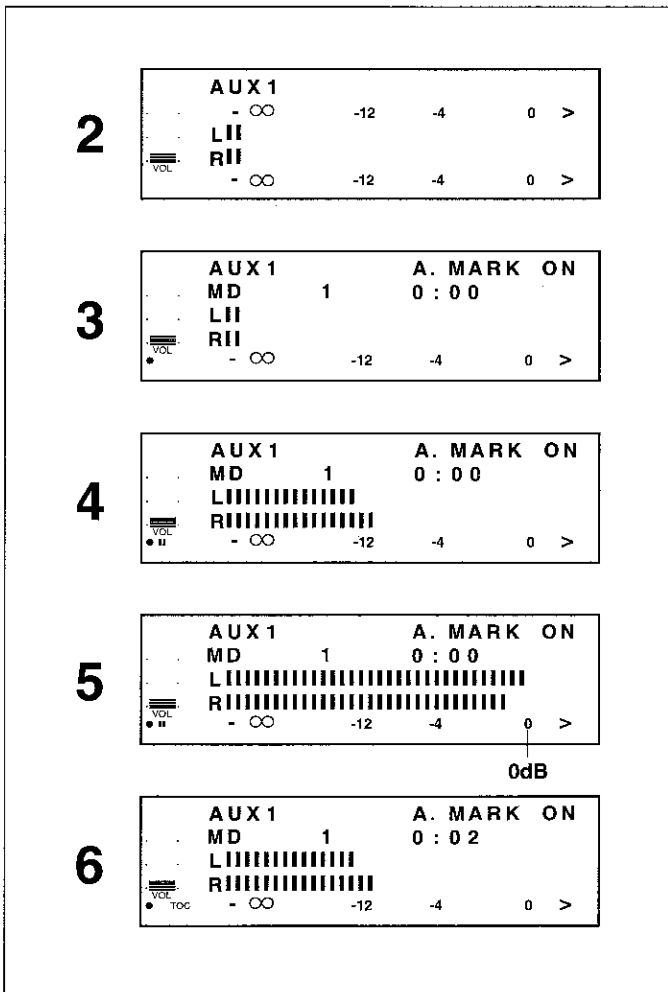 2
AUX1
- ∞ -12 -4 0 >
L
R
VOL
- ∞ -12 -4 0 >
3
AUX1 A. MARK ON
MD 1 0:00
L
R
VOL
- ∞ -12 -4 0 >
4
AUX1 A. MARK ON
MD 1 0:00
L
R
VOL
- ∞ -12 -4 0 >
5
AUX1 A. MARK ON
MD 1 0:00
L
R
VOL
- ∞ -12 -4 0 >
0dB
6
AUX1 A. MARK ON
MD 1 0:02
L
R
VOL
TOC - ∞ -12 -4 0 >